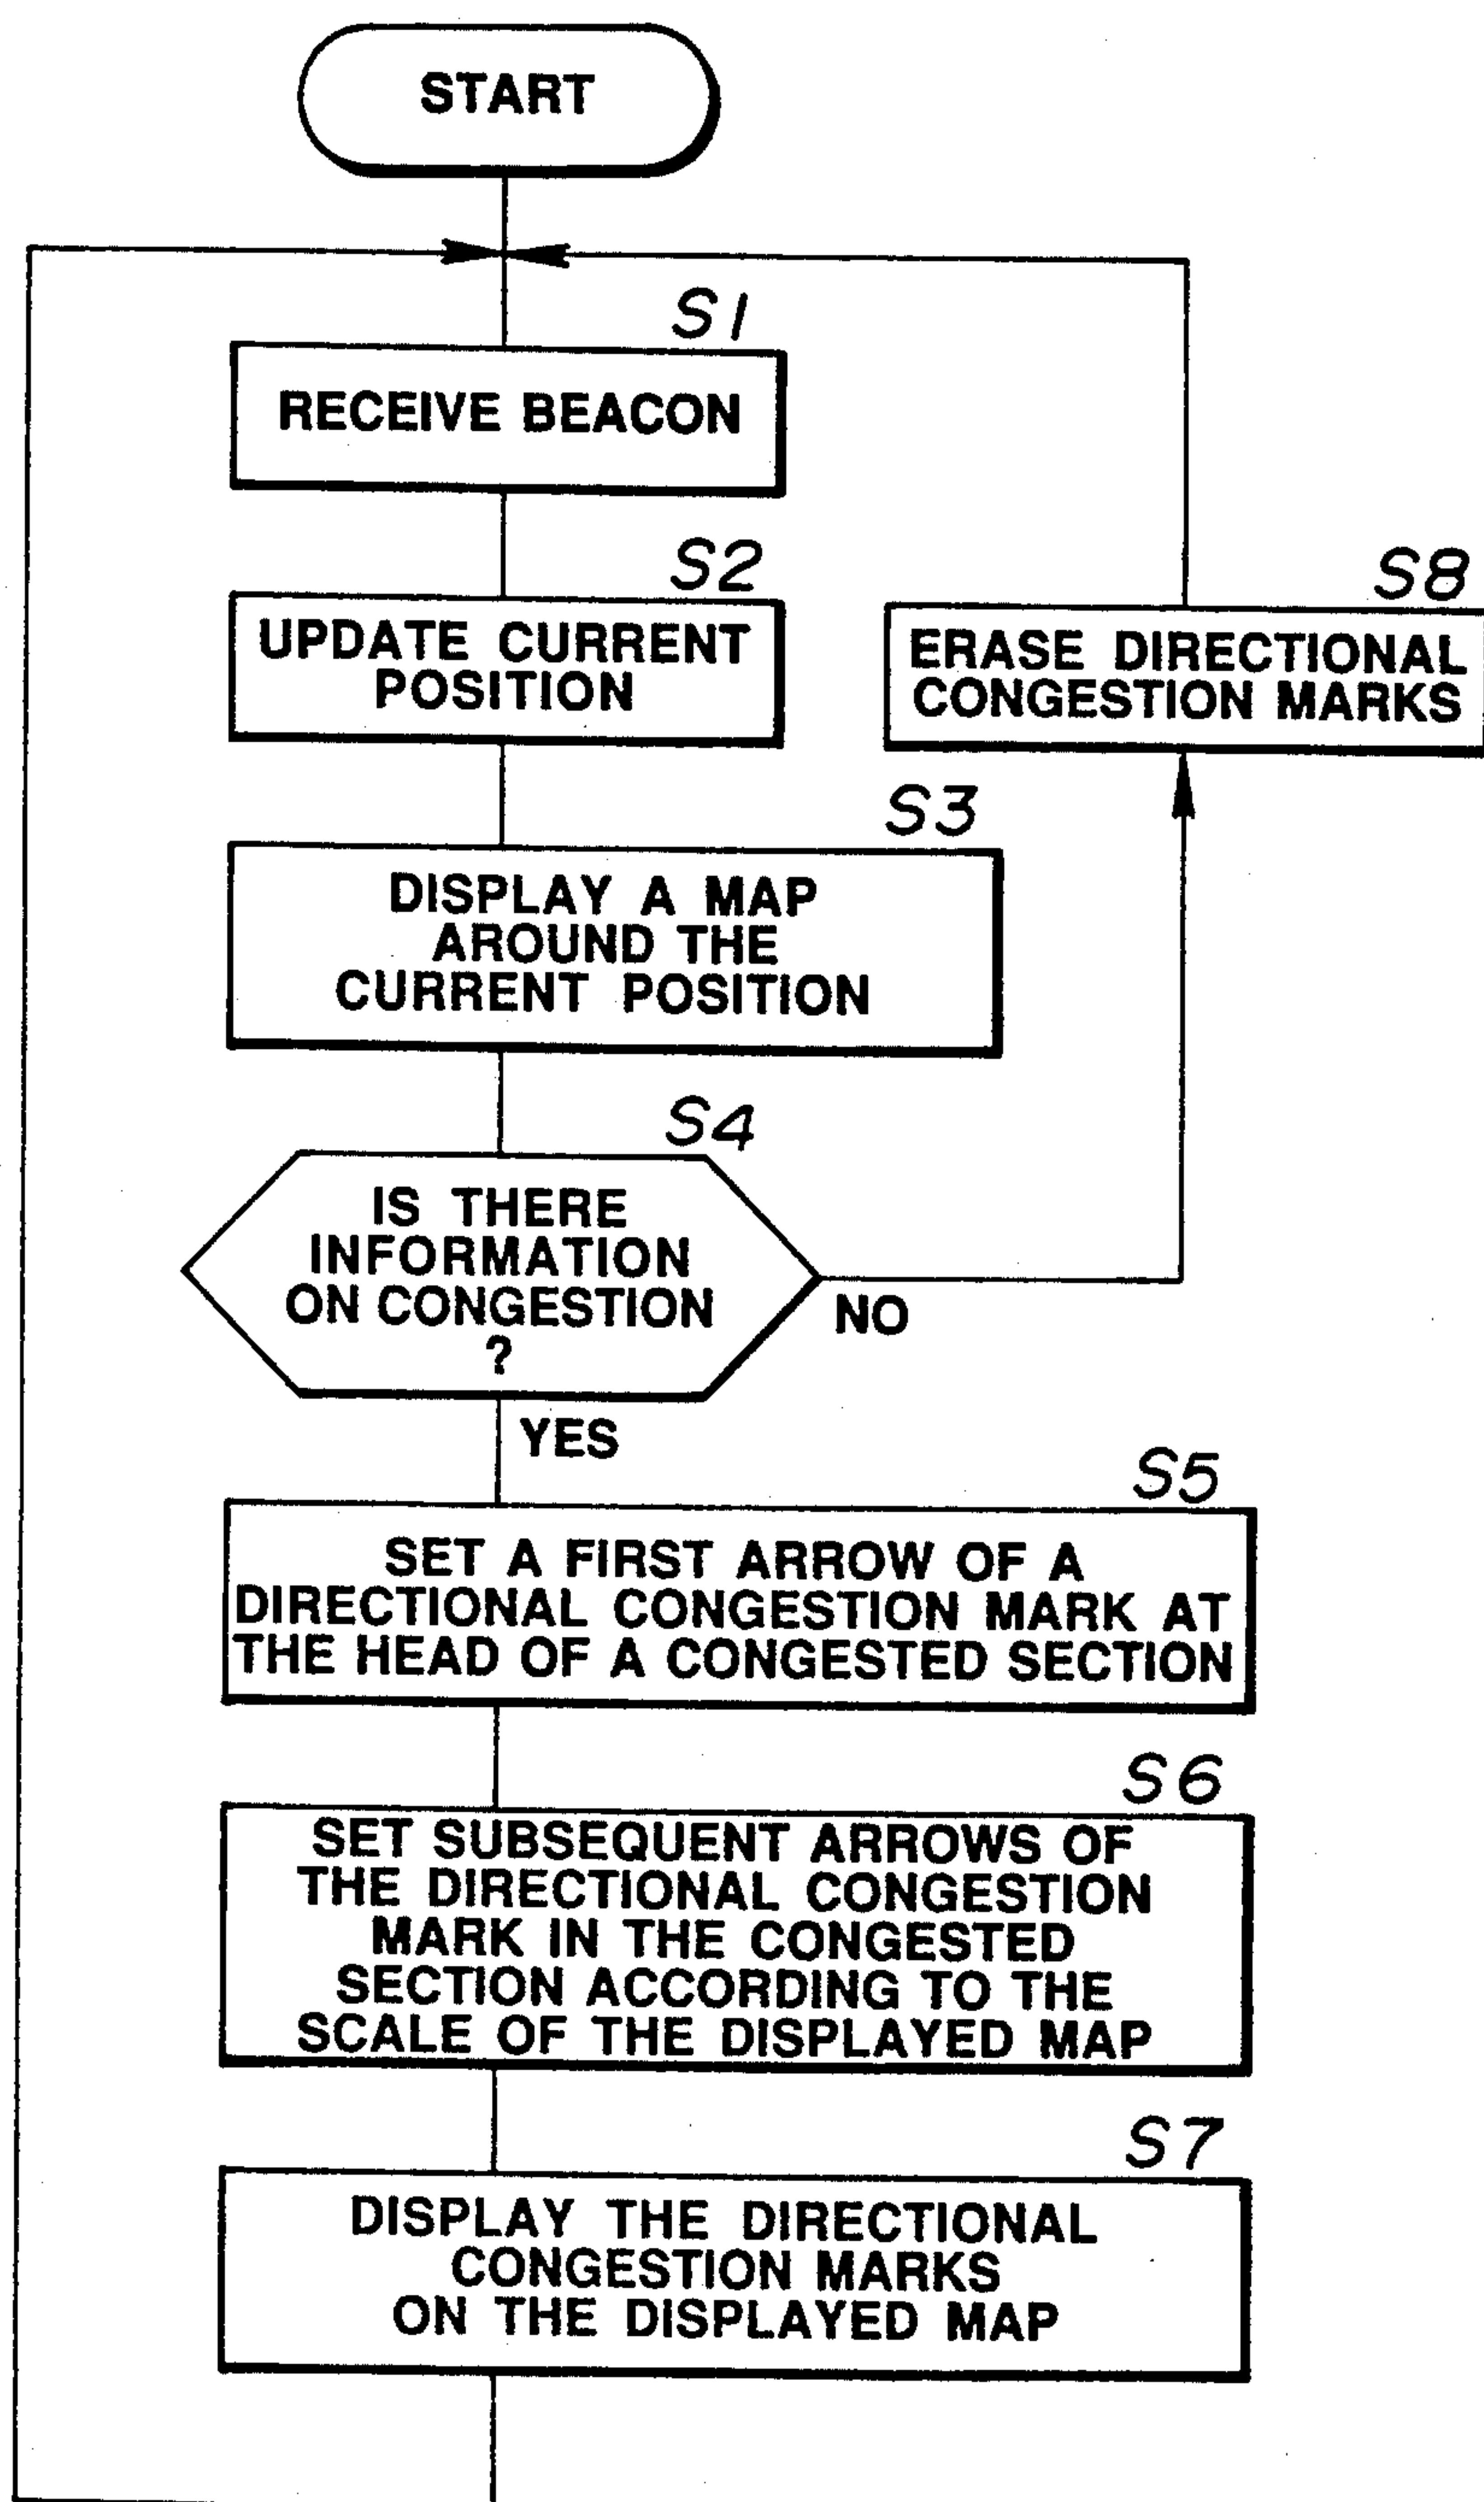 START
S1
RECEIVE BEACON
S2
UPDATE CURRENT
POSITION
S8
ERASE DIRECTIONAL
CONGESTION MARKS
S3
DISPLAY A MAP
AROUND THE
CURRENT POSITION
S4
IS THERE
INFORMATION
ON CONGESTION
?
NO
YES
S5
SET A FIRST ARROW OF A
DIRECTIONAL CONGESTION MARK AT
THE HEAD OF A CONGESTED SECTION
S6
SET SUBSEQUENT ARROWS OF
THE DIRECTIONAL CONGESTION
MARK IN THE CONGESTED
SECTION ACCORDING TO THE
SCALE OF THE DISPLAYED MAP
S7
DISPLAY THE DIRECTIONAL
CONGESTION MARKS
ON THE DISPLAYED MAP